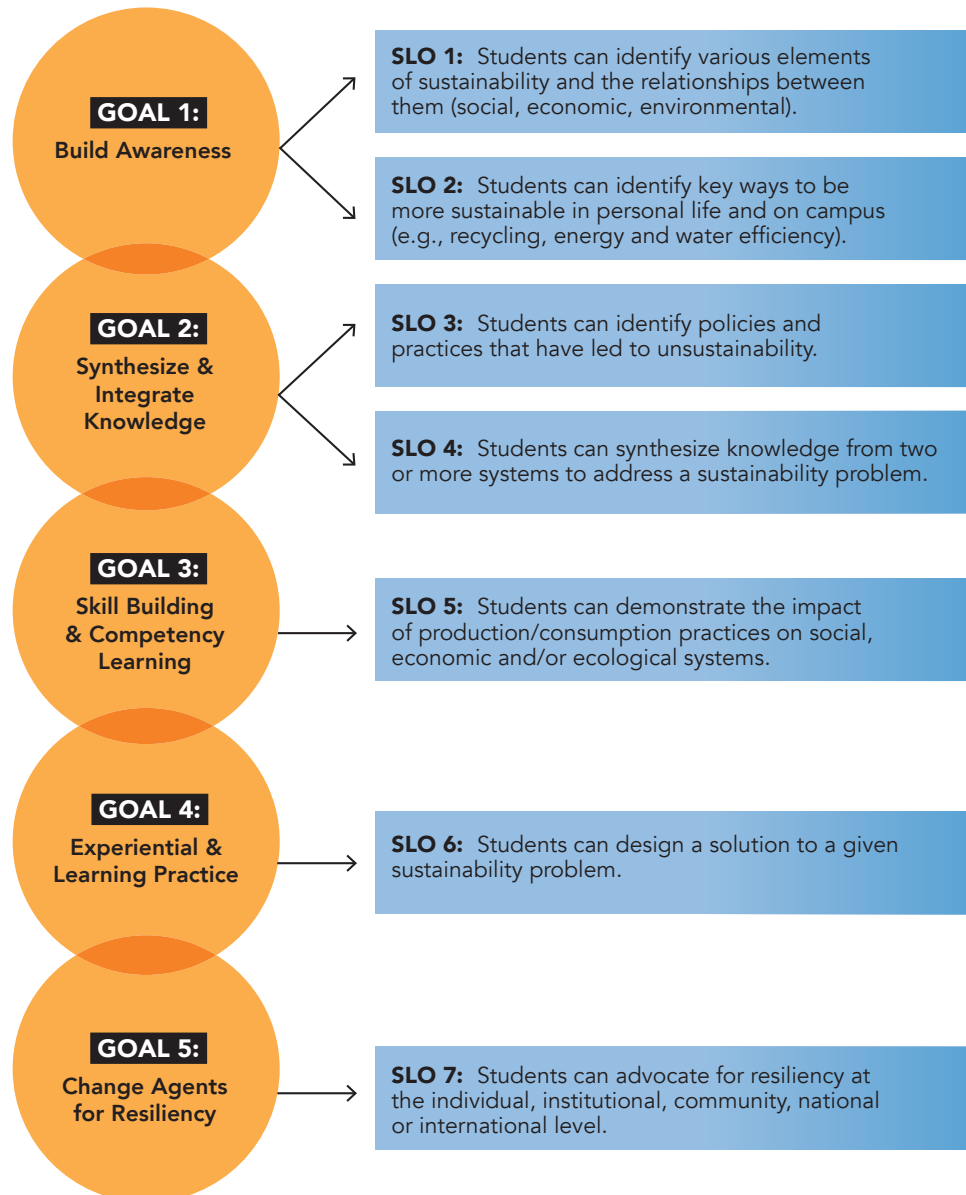 GOAL 1:
Build Awareness
SLO 1: Students can identify various elements
of sustainability and the relationships between
them (social, economic, environmental).
SLO 2: Students can identify key ways to be
more sustainable in personal life and on campus
(e.g., recycling, energy and water efficiency).
GOAL 2:
Synthesize &
Integrate
Knowledge
SLO 3: Students can identify policies and
practices that have led to unsustainability.
SLO 4: Students can synthesize knowledge from two
or more systems to address a sustainability problem.
GOAL 3:
Skill Building
& Competency
Learning
SLO 5: Students can demonstrate the impact
of production/consumption practices on social,
economic and/or ecological systems.
GOAL 4:
Experiential &
Learning Practice
SLO 6: Students can design a solution to a given
sustainability problem.
GOAL 5:
Change Agents
for Resiliency
SLO 7: Students can advocate for resiliency at
the individual, institutional, community, national
or international level.